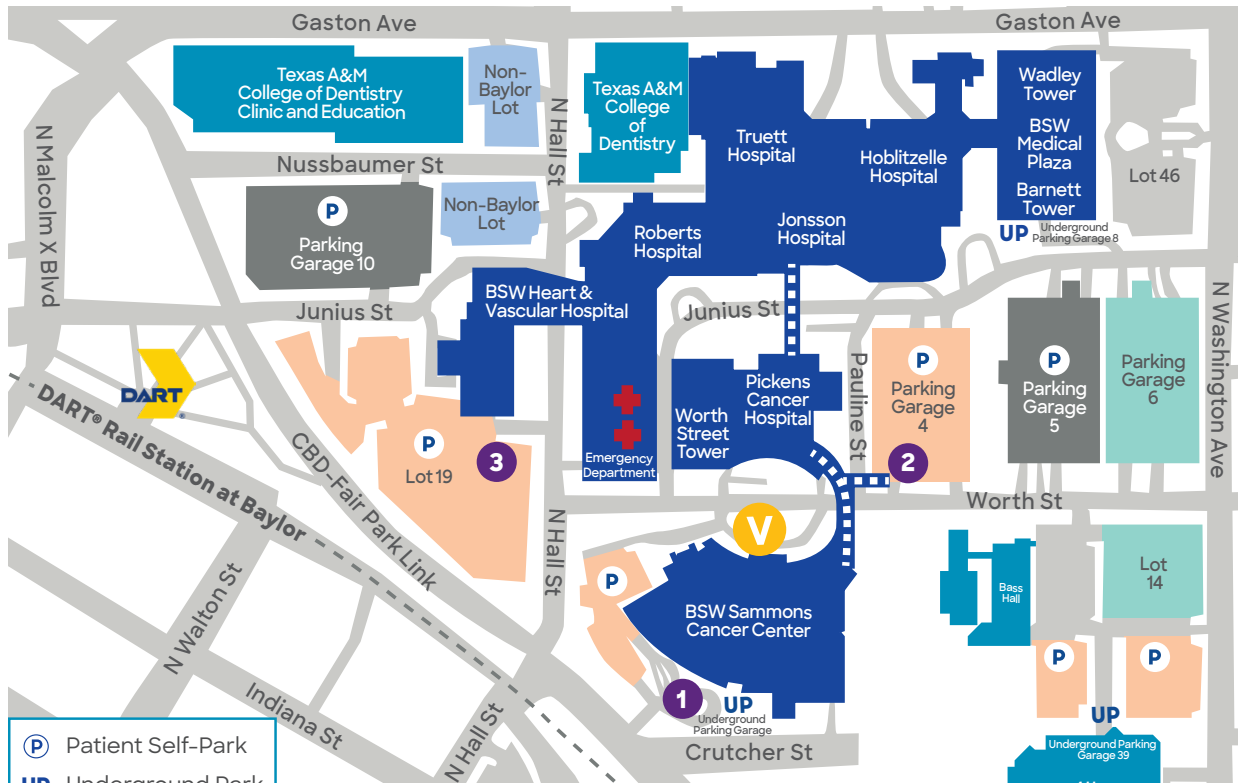 Gaston Ave
Gaston Ave
Texas A&M
College of Dentistry
Clinic and Education
Non-
Baylor
Lot
N Hall St
Texas A&M
College
of
Dentistry
Truett
Hospital
Hoblitzelle
Hospital
Wadley
Tower
BSW
Medical
Plaza
Barnett
Tower
Lot 46
N Malcolm X Blvd
Nussbaumer St
P
Parking
Garage 10
Non-Baylor
Lot
Roberts
Hospital
Jonsson
Hospital
UP
Underground
Parking Garage 8
BSW Heart &
Vascular Hospital
Junius St
Junius St
N Washington Ave
DART
DART® Rail Station at Baylor
CBD-Fair Park Link
P
Lot 19
3
Emergency
Department
Worth
Street
Tower
Pickens
Cancer
Hospital
Pauline St
P
Parking
Garage
4
2
P
Parking
Garage
5
Parking
Garage
6
Worth St
N Hall St
V
P
BSW Sammons
Cancer Center
Bass
Hall
Lot
14
P
P
N Walton St
Indiana St
N Hall St
1
UP
Underground
Parking Garage
Crutcher St
UP
Underground Parking
Garage 39
P Patient Self-Park
UP Underground Park